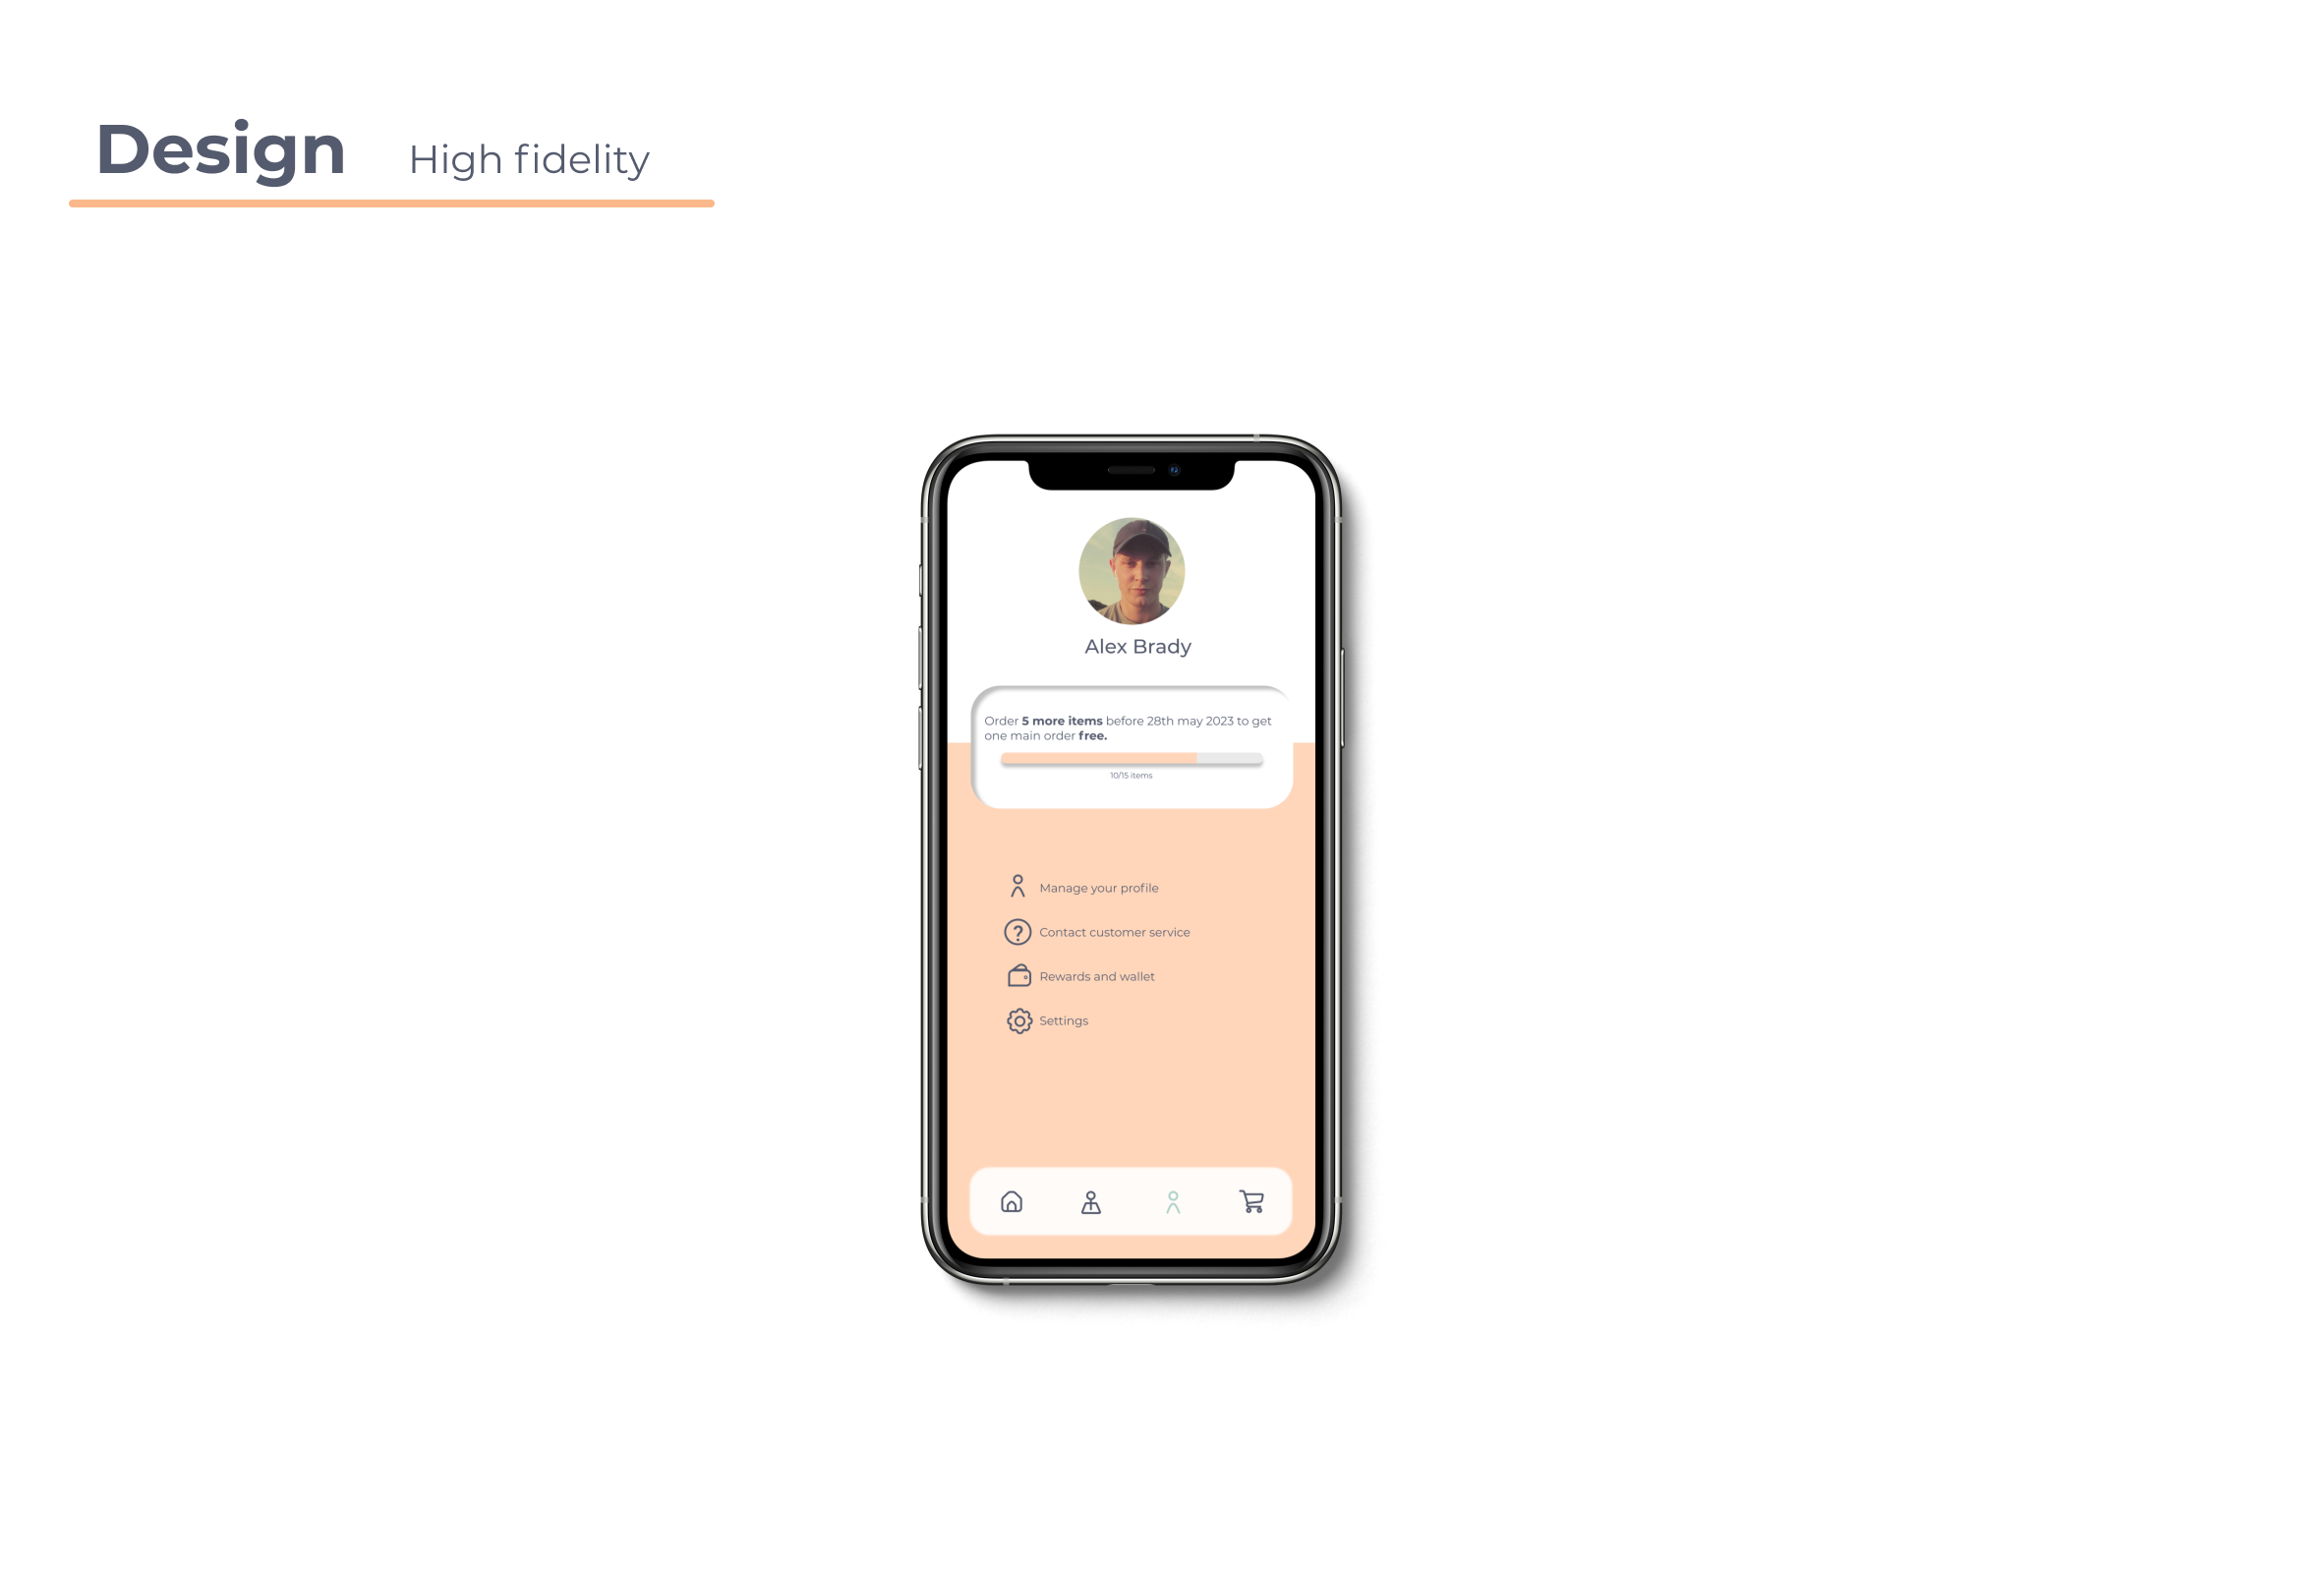 Design High fidelity
Alex Brady
Order 5 more items before 28th may 2023 to get
one main order free.
10/15 items
Manage your profile
Contact customer service
Rewards and wallet
Settings